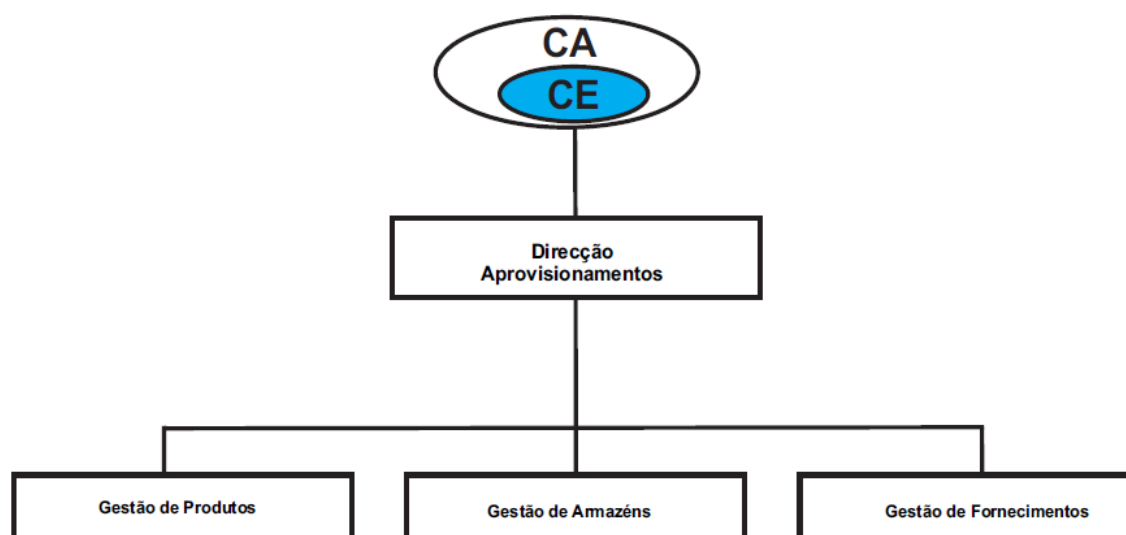 CA
CE
Direcção
Aprovisionamentos
Gestão de Produtos
Gestão de Armazéns
Gestão de Fornecimentos